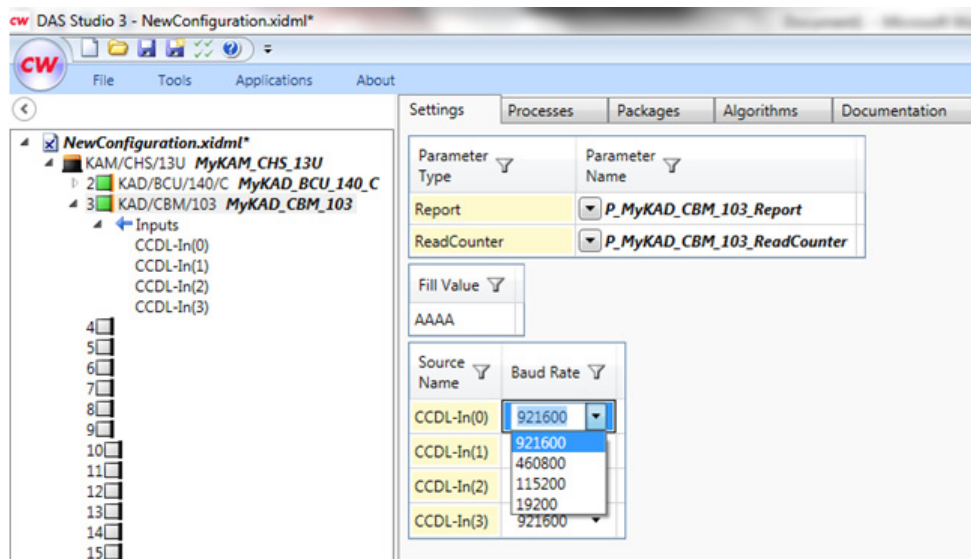 CW DAS Studio 3 - NewConfiguration.xidml*
CW
File Tools Applications About
NewConfiguration.xidml*
KAM/CHS/13U MyKAM_CHS_13U
2 KAD/BCU/140/C MyKAD_BCU_140_C
3 KAD/CBM/103 MyKAD_CBM_103
Inputs
CCDL-In(0)
CCDL-In(1)
CCDL-In(2)
CCDL-In(3)
4
5
6
7
8
9
10
11
12
13
14
15
Settings Processes Packages Algorithms Documentation
Parameter Type Parameter Name
Report P_MyKAD_CBM_103_Report
ReadCounter P_MyKAD_CBM_103_ReadCounter
Fill Value
AAAA
Source Name Baud Rate
CCDL-In(0) 921600
CCDL-In(1) 921600
460800
CCDL-In(2) 115200
19200
CCDL-In(3) 921600